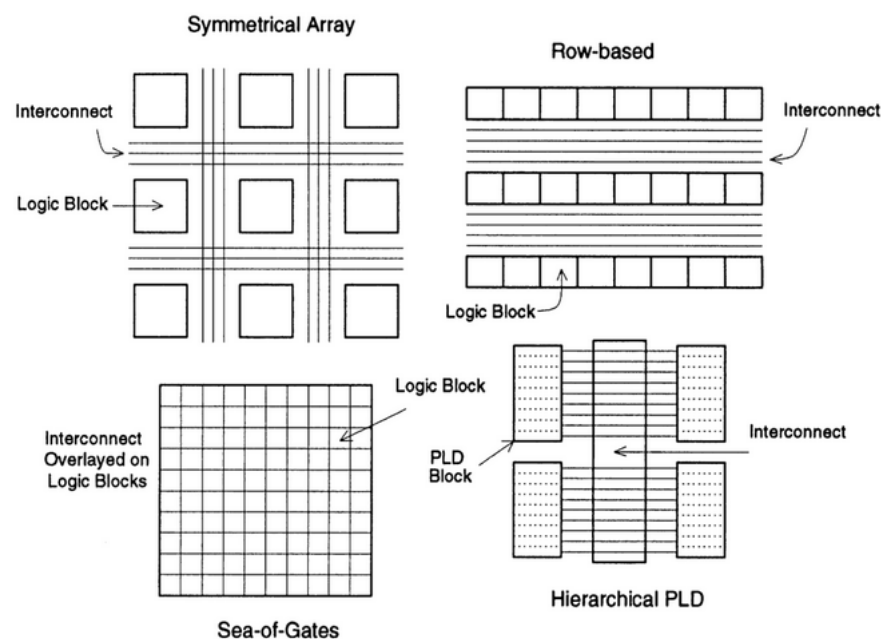 Symmetrical Array
Row-based
Interconnect
Interconnect
Logic Block
Logic Block
Logic Block
Interconnect
Overlayed on
Logic Blocks
PLD
Block
Interconnect
Sea-of-Gates
Hierarchical PLD